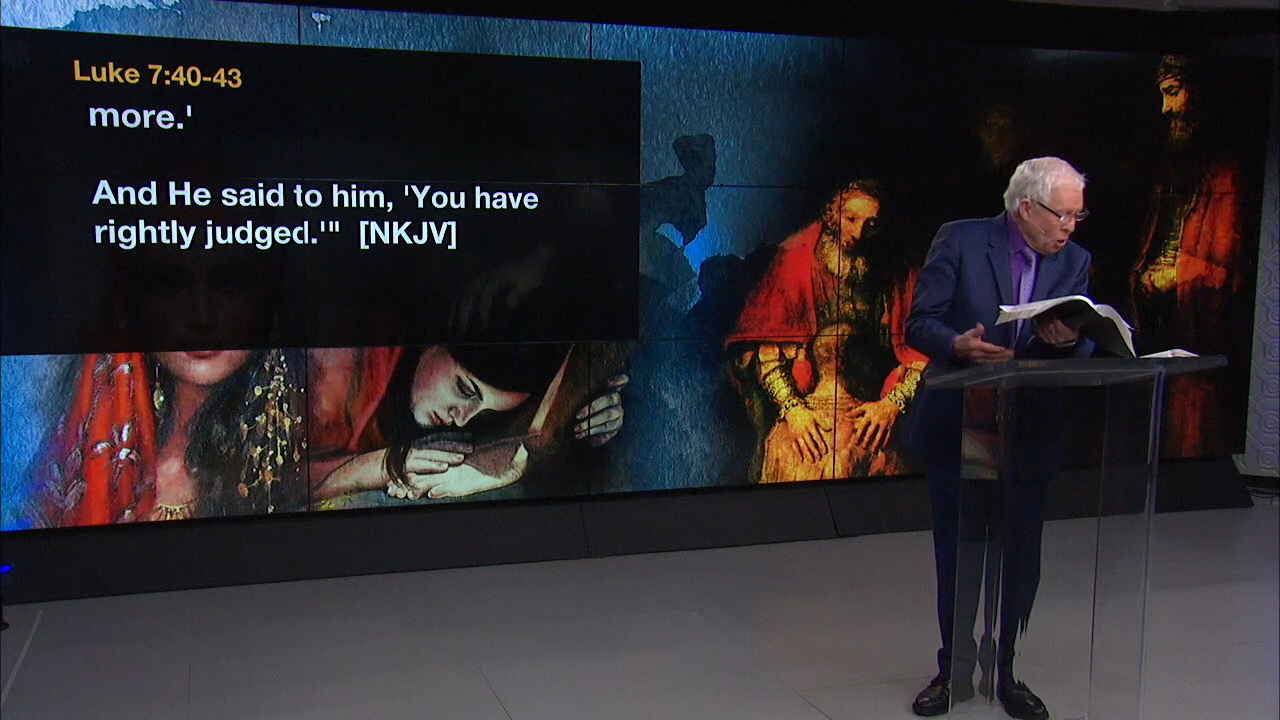 Luke 7:40-43
more.'
And He said to him, 'You have
rightly judged.'" [NKJV]